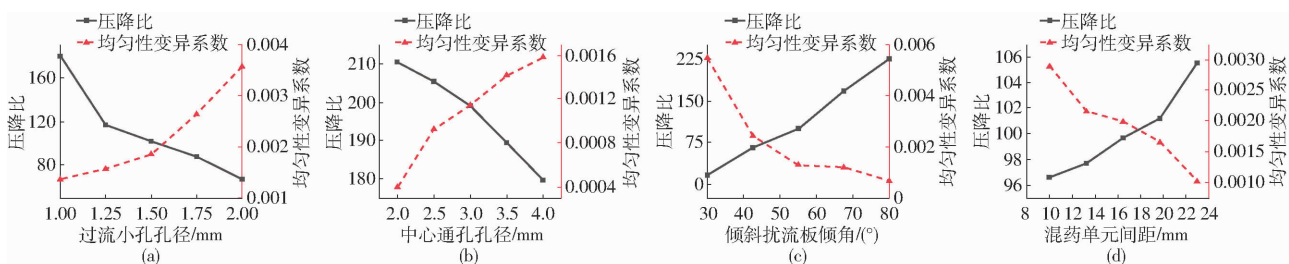 压降比
均匀性变异系数
160
120
80
压降比
0.004
0.003
0.002
0.001
均匀性变异系数
1.00 1.25 1.50 1.75 2.00
过流小孔孔径/mm
(a)
压降比
均匀性变异系数
210
200
190
180
压降比
0.0016
0.0012
0.0008
0.0004
均匀性变异系数
2.0 2.5 3.0 3.5 4.0
中心通孔孔径/mm
(b)
压降比
均匀性变异系数
225
150
75
0
压降比
0.006
0.004
0.002
0
均匀性变异系数
30 40 50 60 70 80
倾斜扰流板倾角/(°)
(c)
压降比
均匀性变异系数
106
104
102
100
98
96
压降比
0.0030
0.0025
0.0020
0.0015
0.0010
均匀性变异系数
8 10 12 14 16 18 20 22 24
混药单元间距/mm
(d)